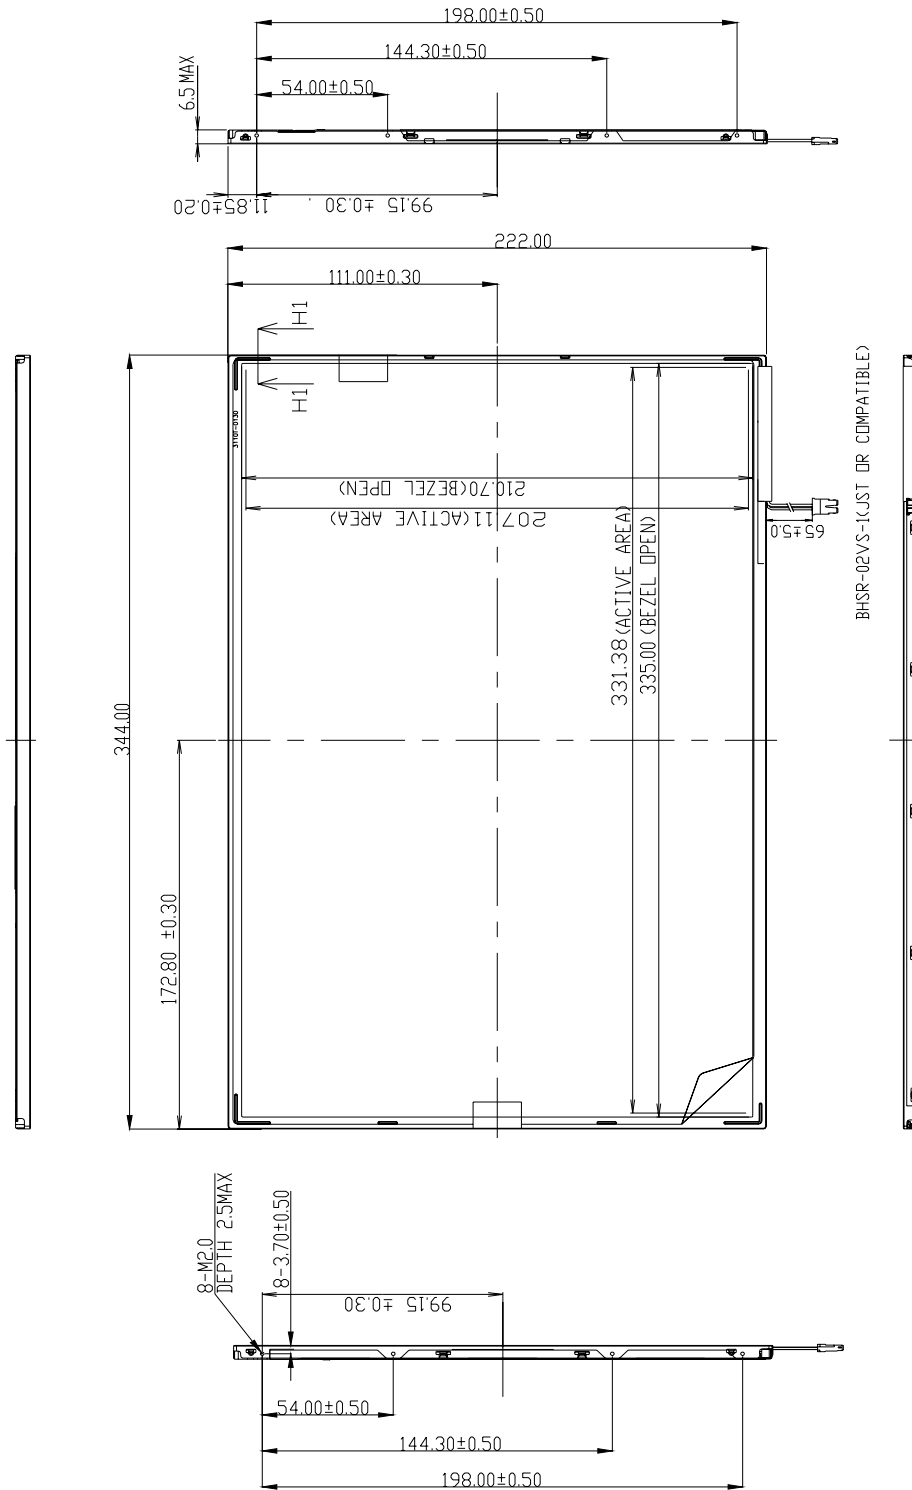 198.00±0.50
144.30±0.50
54.00±0.50
6.5 MAX
11.85±0.20
99.15 ±0.30 .
222.00
111.00±0.30
H1
H1
31101-0130
210.70(BEZEL OPEN)
207.11(ACTIVE AREA)
331.38(ACTIVE AREA)
335.00 (BEZEL OPEN)
65±5.0
BHSR-02VS-1(JST OR COMPATIBLE)
344.00
172.80 ±0.30
8-M2.0
DEPTH 2.5MAX
8-3.70±0.50
99.15 ±0.30
54.00±0.50
144.30±0.50
198.00±0.50